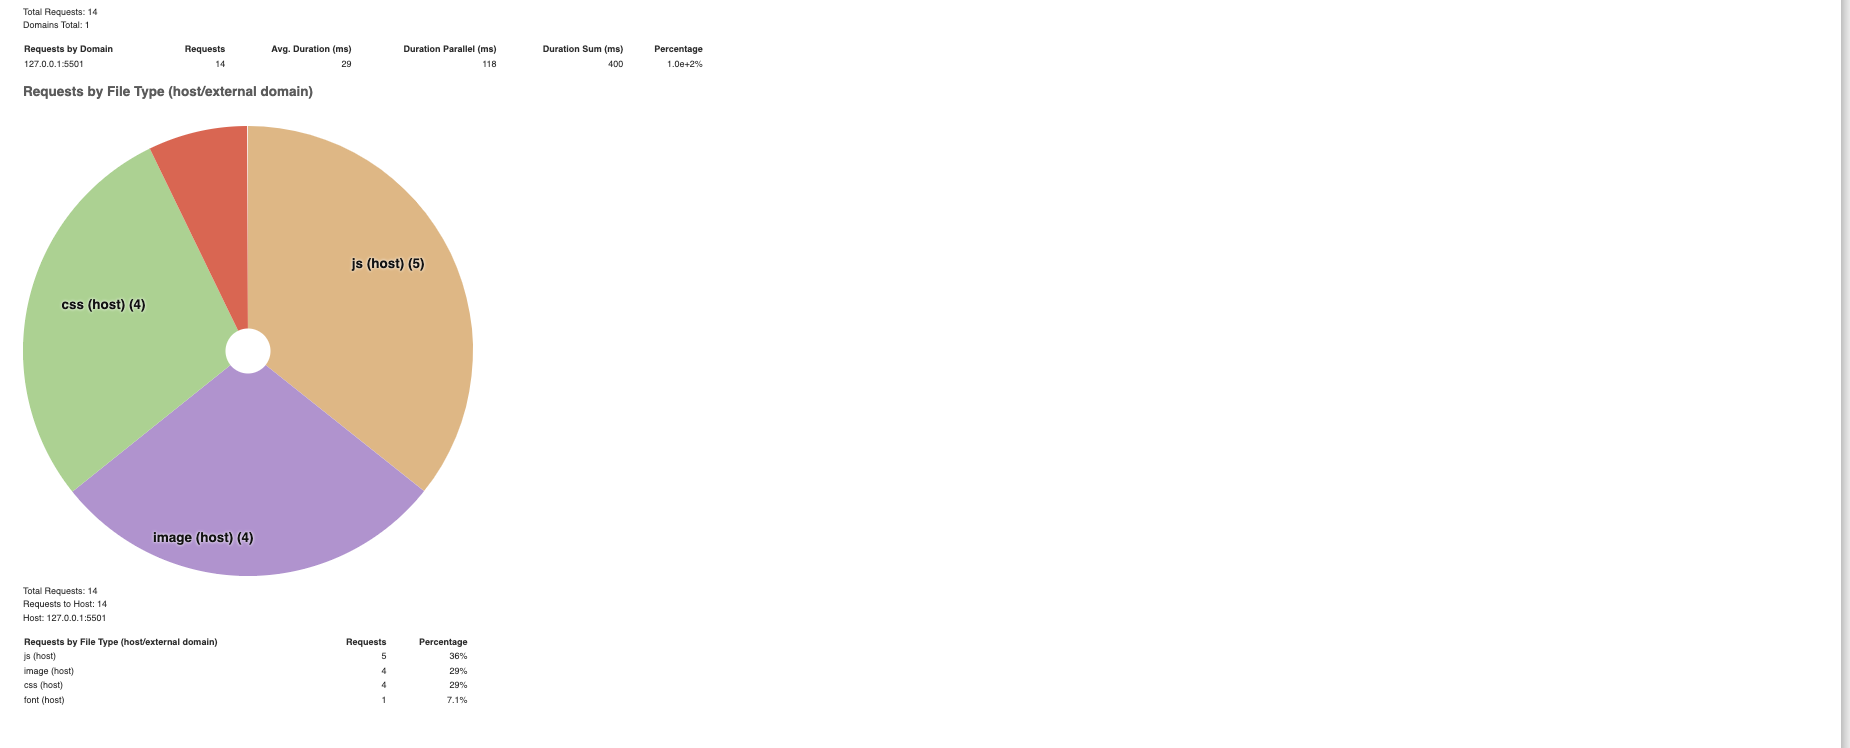 Total Requests: 14
Domains Total: 1
Requests by Domain Requests Avg. Duration (ms) Duration Parallel (ms) Duration Sum (ms) Percentage
127.0.0.1:5501 14 29 118 400 1.0e+2%
Requests by File Type (host/external domain)
js (host) (5)
css (host) (4)
image (host) (4)
Total Requests: 14
Requests to Host: 14
Host: 127.0.0.1:5501
Requests by File Type (host/external domain) Requests Percentage
js (host) 5 36%
image (host) 4 29%
css (host) 4 29%
font (host) 1 7.1%